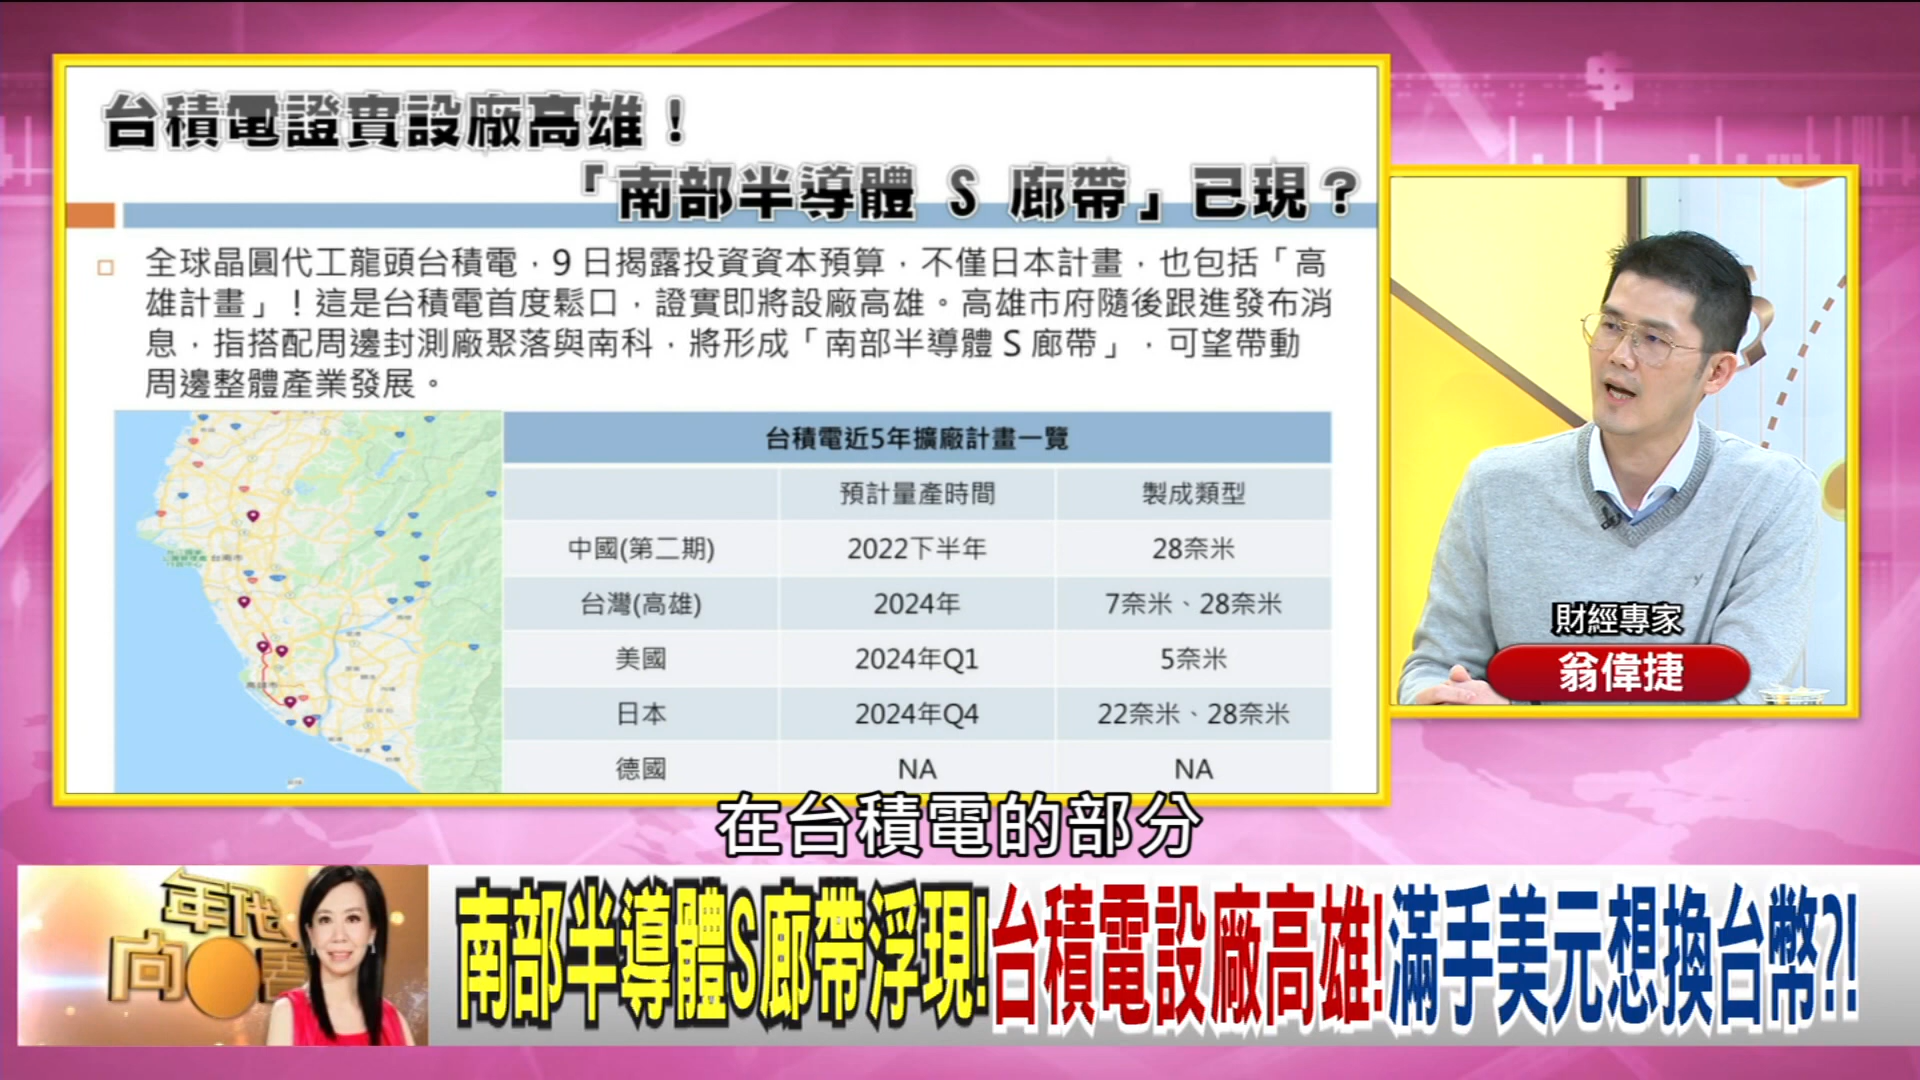 台積電證實設廠高雄！
「南部半導體 S 廊帶」已現？
全球晶圓代工龍頭台積電，9 日揭露投資資本預算，不僅日本計畫，也包括「高
雄計畫」！這是台積電首度鬆口，證實即將設廠高雄。高雄市府隨後跟進發布消
息，指搭配周邊封測廠聚落與南科，將形成「南部半導體 S 廊帶」，可望帶動
周邊整體產業發展。
台南市
台積電近5年擴廠計畫一覽
預計量產時間 製成類型
中國(第二期) 2022下半年 28奈米
台灣(高雄) 2024年 7奈米、28奈米
美國 2024年Q1 5奈米
日本 2024年Q4 22奈米、28奈米
德國 NA NA
財經專家
翁偉捷
在台積電的部分
年代
向
南部半導體S廊帶浮現!台積電設廠高雄!滿手美元想換台幣?!